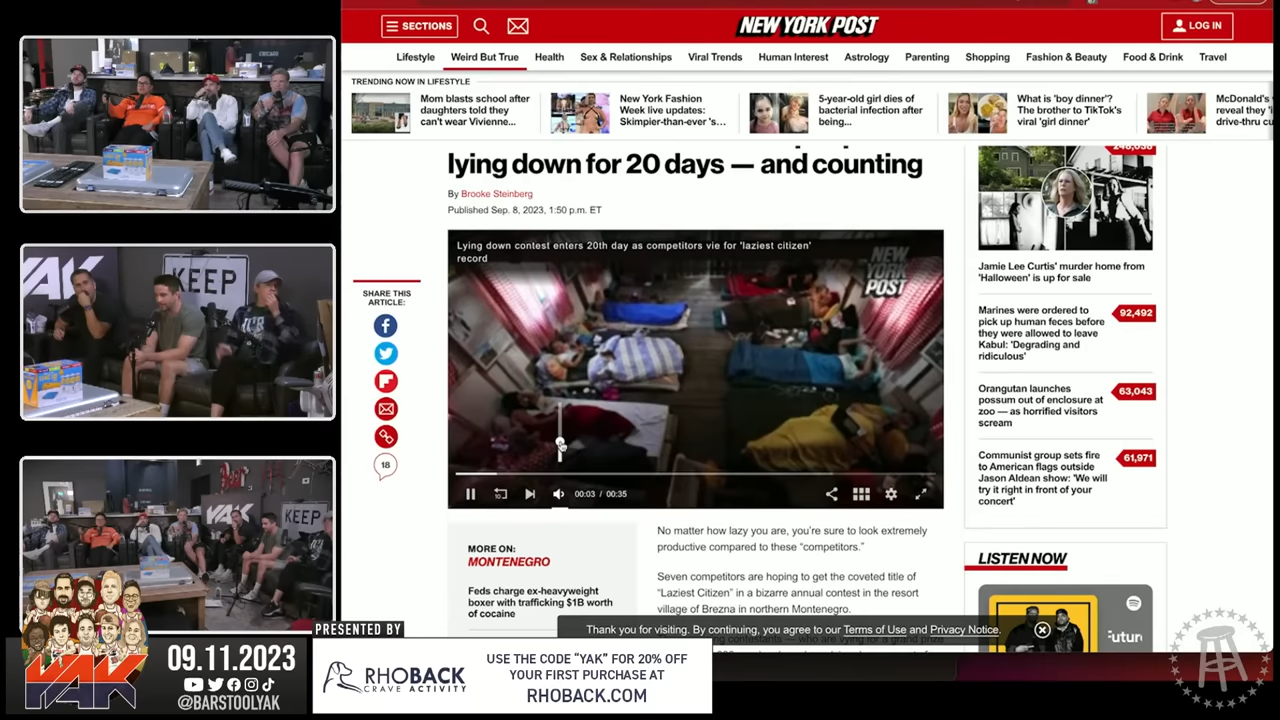 SECTIONS
NEW YORK POST
LOG IN
Lifestyle
Weird But True
Health
Sex & Relationships
Viral Trends
Human Interest
Astrology
Parenting
Shopping
Fashion & Beauty
Food & Drink
Travel
TRENDING NOW IN LIFESTYLE
Mom blasts school after
daughters told they
can't wear Vivienne...
New York Fashion
Week live updates:
Skimpier-than-ever 's...
5-year-old girl dies of
bacterial infection after
being...
What is 'boy dinner'?
The brother to TikTok's
viral 'girl dinner'
McDonald's
reveal they
drive-thru
lying down for 20 days — and counting
By Brooke Steinberg
Published Sep. 8, 2023, 1:50 p.m. ET
SHARE THIS
ARTICLE:
18
Lying down contest enters 20th day as competitors vie for 'laziest citizen'
record
NEW
YORK
POST
10
00:03 / 00:35
MORE ON:
MONTENEGRO
Feds charge ex-heavyweight
boxer with trafficking $1B worth
of cocaine
No matter how lazy you are, you're sure to look extremely
productive compared to these “competitors.”
Seven competitors are hoping to get the coveted title of
“Laziest Citizen” in a bizarre annual contest in the resort
village of Brezna in northern Montenegro.
Jamie Lee Curtis' murder home from
'Halloween' is up for sale
Marines were ordered to
pick up human feces before
they were allowed to leave
Kabul: 'Degrading and
ridiculous'
92,492
Orangutan launches
possum out of enclosure at
zoo — as horrified visitors
scream
63,043
Communist group sets fire
to American flags outside
Jason Aldean show: 'We will
try it right in front of your
conset'
61,971
LISTEN NOW
Future
Thank you for visiting. By continuing, you agree to our Terms of Use and Privacy Notice.
YAK
KEEP
YAK
KEEP
YAK
09.11.2023
@BARSTOOLYAK
PRESENTED BY
RHOBACK
CRAVE ACTIVITY
USE THE CODE “YAK” FOR 20% OFF
YOUR FIRST PURCHASE AT
RHOBACK.COM